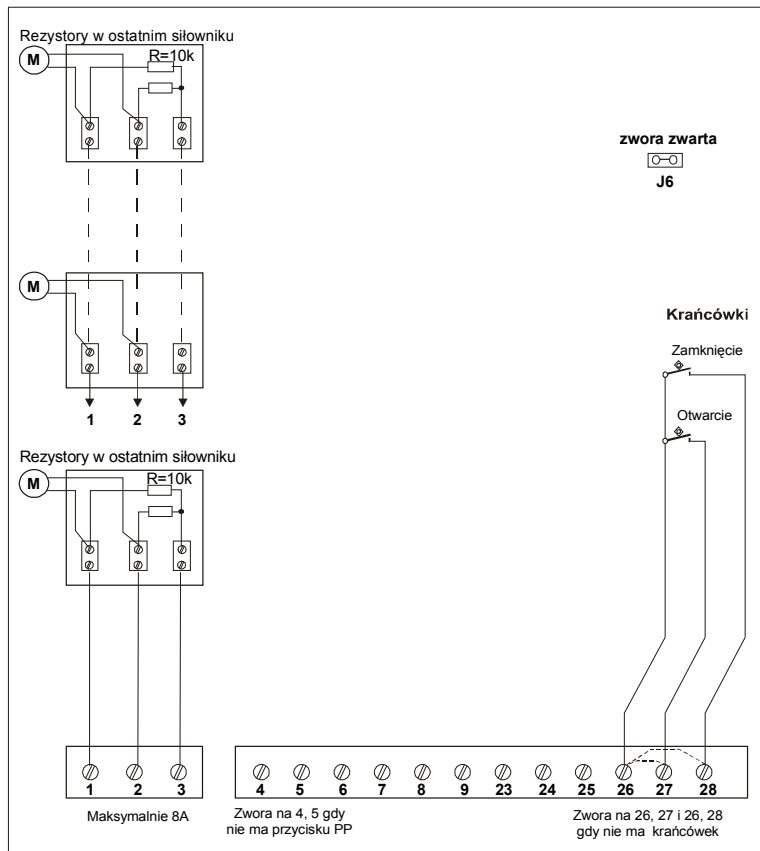 Rezystory w ostatnim siłowniku
R=10k
M
zwora zwarta
J6
M
Krańcówki
Zamknięcie
1 2 3
Otwarcie
Rezystory w ostatnim siłowniku
R=10k
M
1 2 3
4 5 6 7 8 9 23 24 25 26 27 28
Maksymalnie 8A
Zwora na 4, 5 gdy
nie ma przycisku PP
Zwora na 26, 27 i 26, 28
gdy nie ma krańcówek